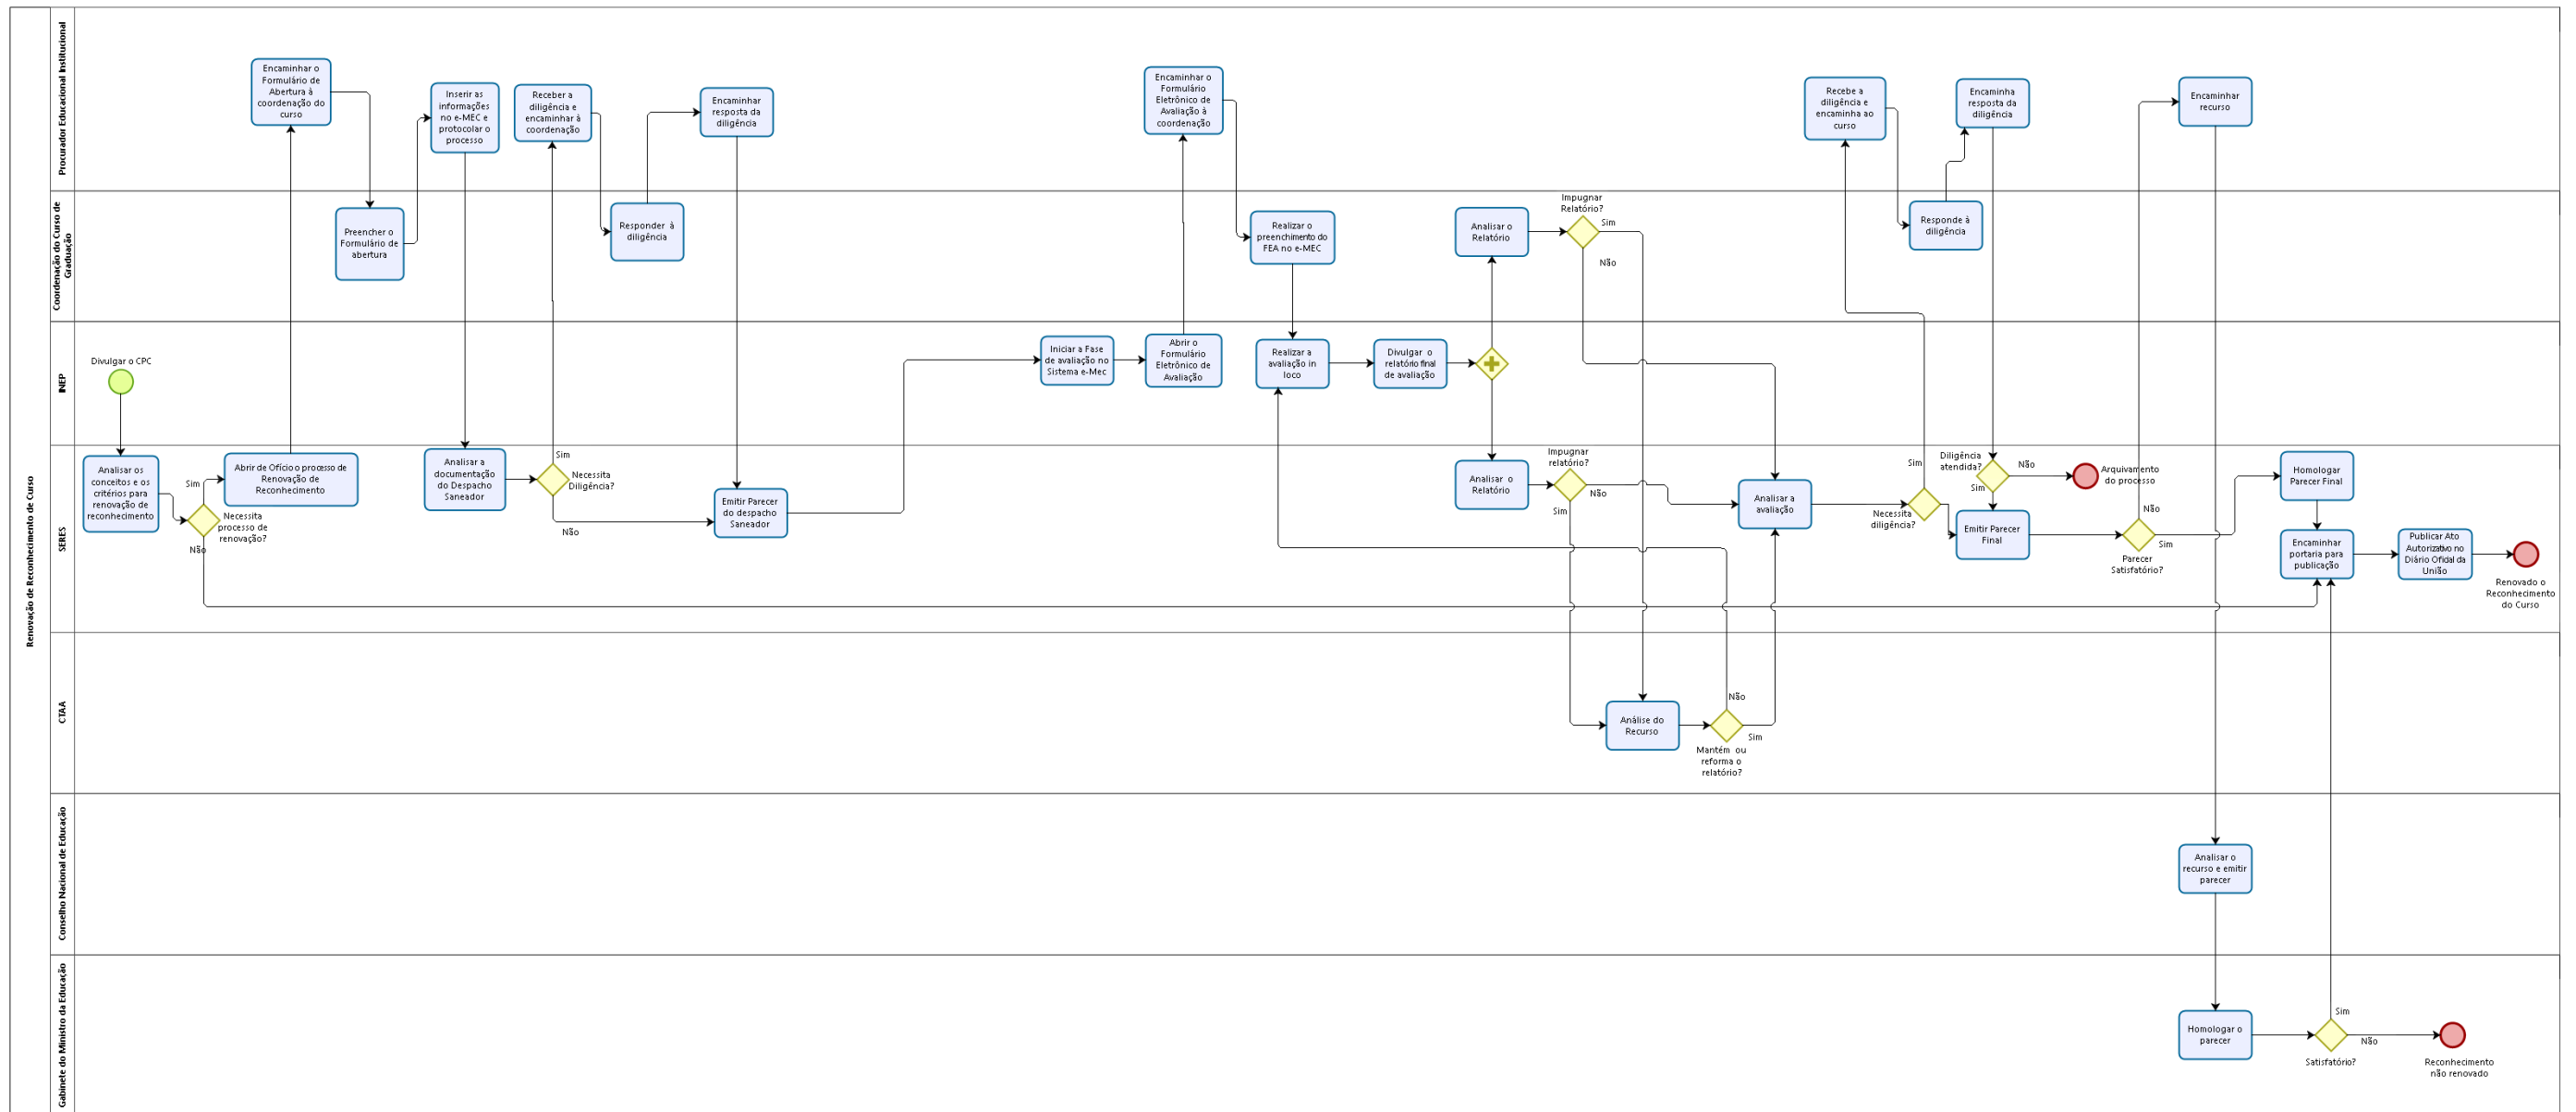 Renovação de Reconhecimento de Curso
Procurador Educacional Institucional
Encaminhar o
Formulário de
Abertura à
coordenação do
curso
Inserir as
informações
no e-MEC e
protocolar o
processo
Receber a
diligência e
encaminhar à
coordenação
Encaminhar
resposta da
diligência
Encaminhar o
Formulário
Eletrônico de
Avaliação à
coordenação
Recebe a
diligência e
encaminha ao
curso
Encaminha
resposta da
diligência
Encaminhar
recurso
Coordenação do Curso de
Graduação
Preencher o
Formulário de
abertura
Responder à
diligência
Realizar o
preenchimento do
FEA no e-MEC
Analisar o
Relatório
Impugnar
Relatório?
Sim
Não
Responde à
diligência
INEP
Divulgar o CPC
Iniciar a Fase
de avaliação no
Sistema e-Mec
Abrir o
Formulário
Eletrônico de
Avaliação
Realizar a
avaliação in
loco
Divulgar o
relatório final
de avaliação
SERES
Analisar os
conceitos e os
critérios para
renovação de
reconhecimento
Sim
Necessita
processo de
renovação?
Não
Abrir de Ofício o processo de
Renovação de
Reconhecimento
Analisar a
documentação
do Despacho
Saneador
Sim
Necessita
Diligência?
Não
Emitir Parecer
do despacho
Saneador
Analisar o
Relatório
Impugnar
relatório?
Não
Sim
Analisar a
avaliação
Sim
Necessita
diligência?
Diligência
atendida?
Não
Sim
Arquivamento
do processo
Emitir Parecer
Final
Não
Sim
Parecer
Satisfatório?
Homologar
Parecer Final
Encaminhar
portaria para
publicação
Publicar Ato
Autorizativo no
Diário Oficial da
União
Renovado o
Reconhecimento
do Curso
CTAA
Análise do
Recurso
Não
Sim
Mantém ou
reforma o
relatório?
Conselho Nacional de Educação
Analisar o
recurso e emitir
parecer
Gabinete do Ministro da Educação
Homologar o
parecer
Sim
Não
Satisfatório?
Reconhecimento
não renovado